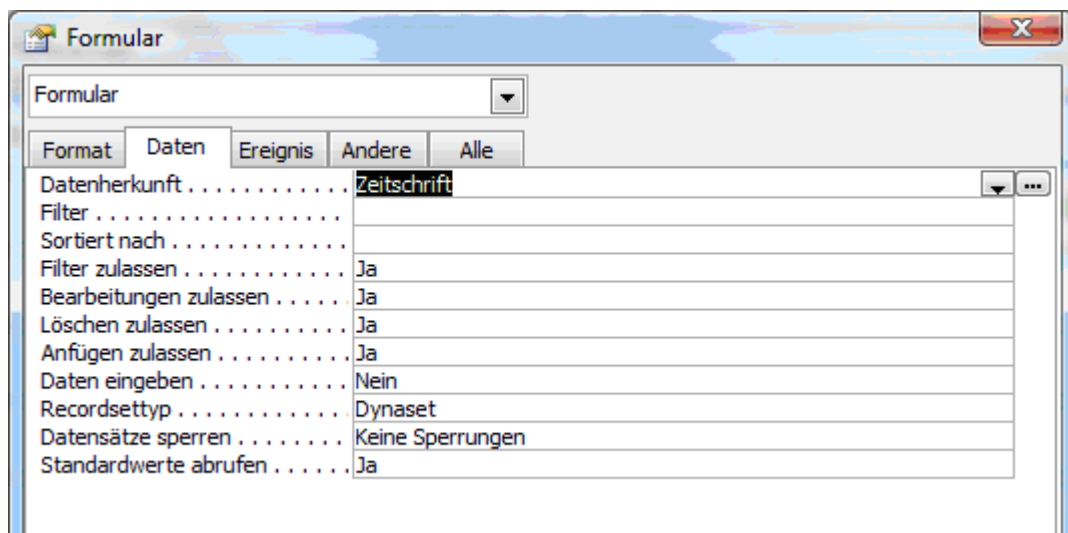 Formular
Formular
Format Daten Ereignis Andere Alle
Datenherkunft . . . . . . . . . . . . Zeitschrift
Filter . . . . . . . . . . . . . . . . . .
Sortiert nach . . . . . . . . . . . . .
Filter zulassen . . . . . . . . . . . . Ja
Bearbeitungen zulassen . . . . . Ja
Löschen zulassen . . . . . . . . . . Ja
Anfügen zulassen . . . . . . . . . . Ja
Daten eingeben . . . . . . . . . . . Nein
Recordsettyp . . . . . . . . . . . . . Dynaset
Datensätze sperren . . . . . . . . Keine Sperrungen
Standardwerte abrufen . . . . . . Ja